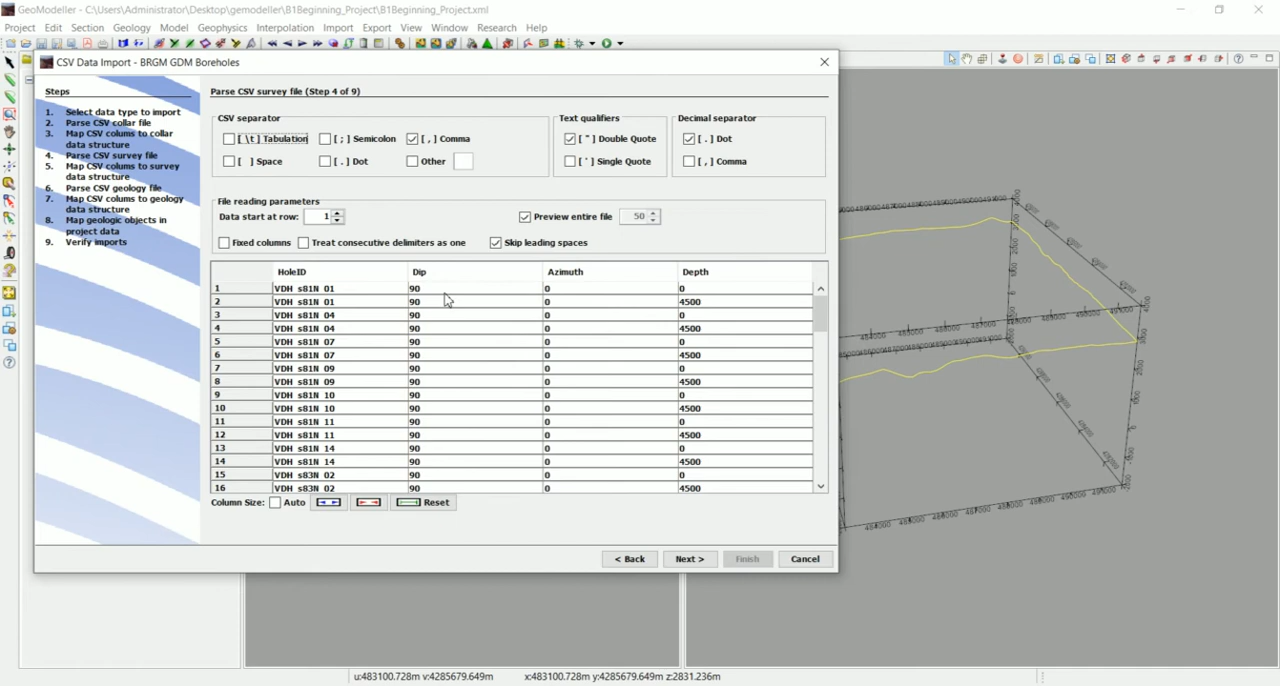 GeoModeller - C:\Users\Administrator\Desktop\gemodeller\B1Beginning_Project\B1Beginning_Project.xml
Project Edit Section Geology Model Geophysics Interpretation Import Export View Window Research Help
CSV Data Import - BRGM GDM Boreholes
Steps
1. Select data type to import
2. Parse CSV collar file
3. Map CSV colums to collar
data structure
4. Parse CSV survey file
5. Map CSV colums to survey
data structure
6. Parse CSV geology file
7. Map CSV colums to geology
data structure
8. Map geologic objects in
project data
9. Verify imports
Parse CSV survey file (Step 4 of 9)
CSV separator
[ \t ] Tabulation [ ; ] Semicolon [ , ] Comma
[ ] Space [ . ] Dot Other
Text qualifiers
[ " ] Double Quote
[ ' ] Single Quote
Decimal separator
[ . ] Dot
[ , ] Comma
File reading parameters
Data start at row: 1 Preview entire file 50
Fixed columns Treat consecutive delimiters as one Skip leading spaces
HoleID Dip Azimuth Depth
1 VDH s81N 01 90 0 0
2 VDH s81N 01 90 0 4500
3 VDH s81N 04 90 0 0
4 VDH s81N 04 90 0 4500
5 VDH s81N 07 90 0 0
6 VDH s81N 07 90 0 4500
7 VDH s81N 09 90 0 0
8 VDH s81N 09 90 0 4500
9 VDH s81N 10 90 0 0
10 VDH s81N 10 90 0 4500
11 VDH s81N 11 90 0 0
12 VDH s81N 11 90 0 4500
13 VDH s81N 14 90 0 0
14 VDH s81N 14 90 0 4500
15 VDH s83N 02 90 0 0
16 VDH s83N 02 90 0 4500
Column Size: Auto Reset
< Back Next > Finish Cancel
u:483100.728m v:4285679.649m x:483100.728m y:4285679.649m z:2831.236m